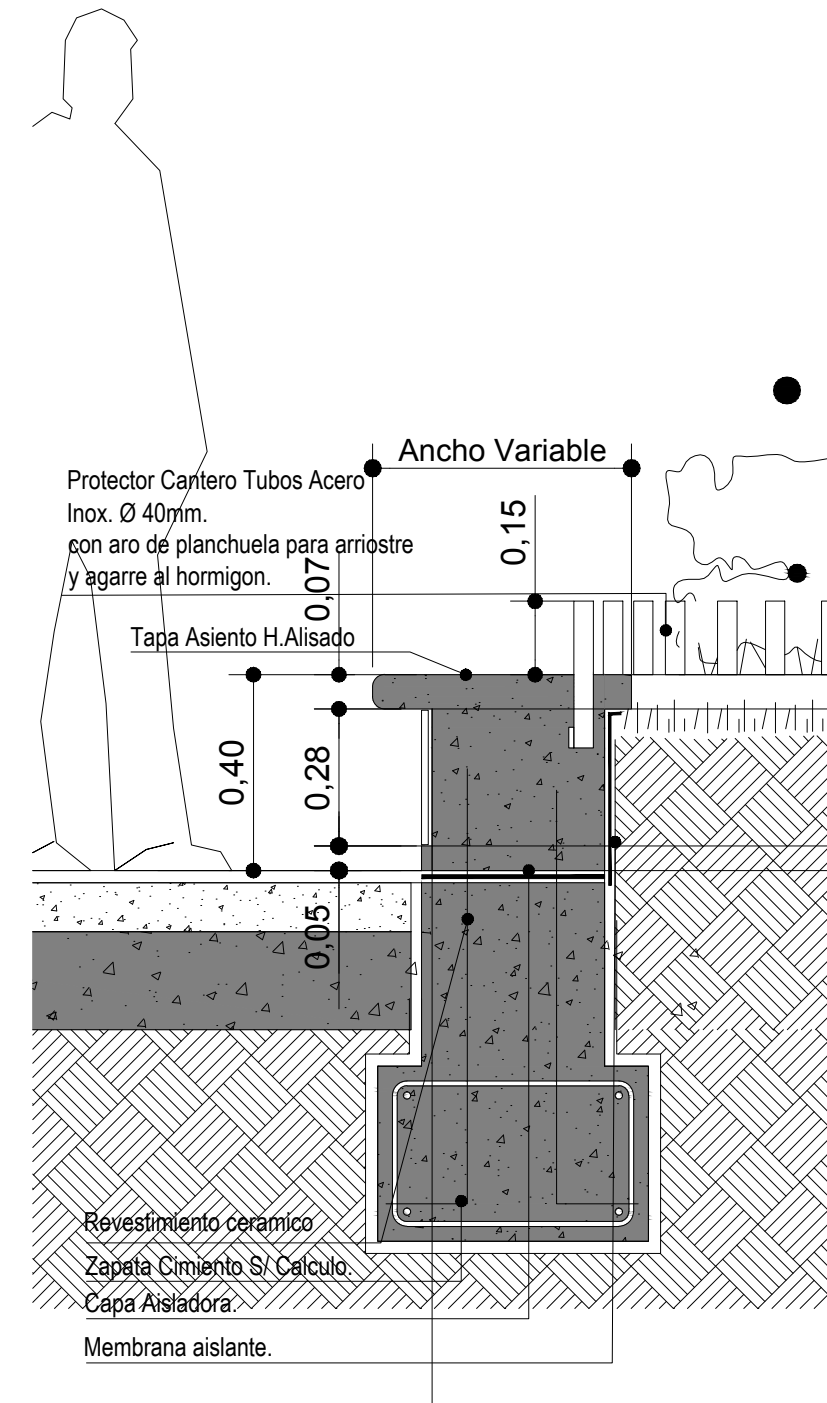 Ancho Variable
Protector Cantero Tubos Acero
Inox. Ø 40mm.
con aro de planchuela para arriostre
y agarre al hormigon.
0,15
0,07
Tapa Asiento H.Alisado
0,40
0,28
0,05
Revestimiento ceramico
Zapata Cimiento S/ Calculo.
Capa Aisladora.
Membrana aislante.